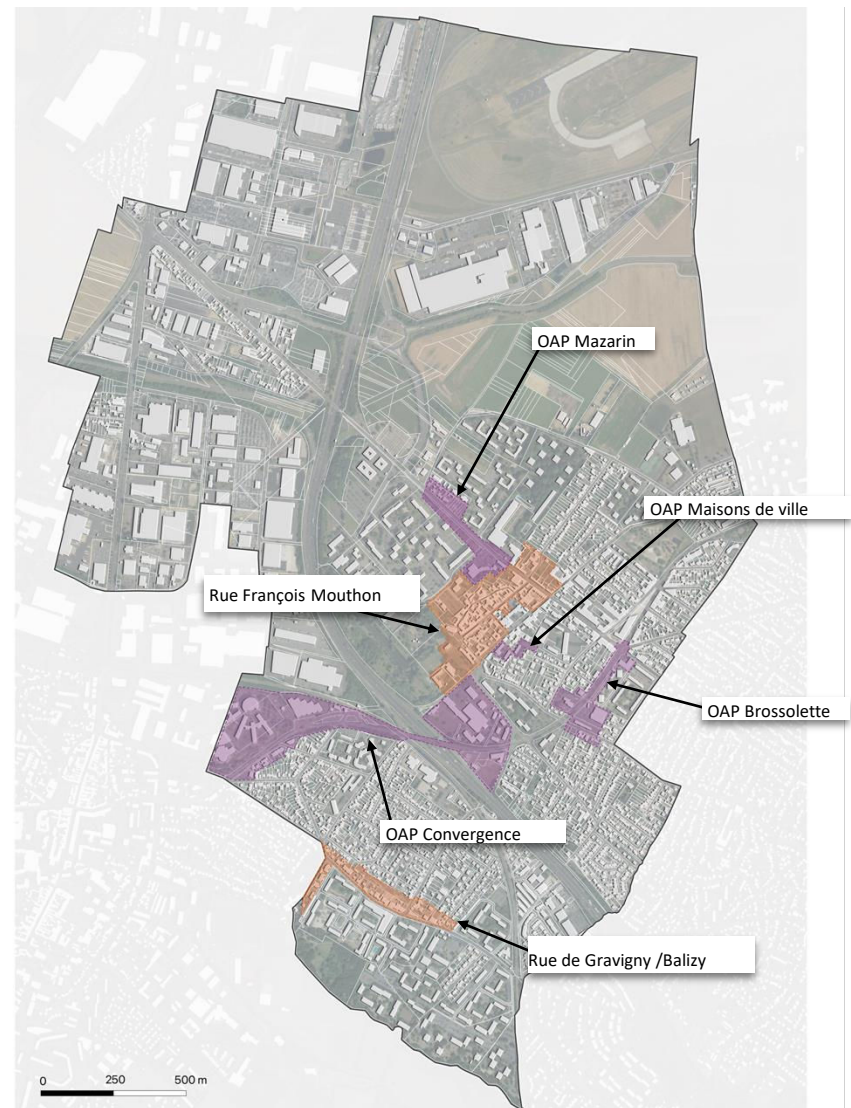 OAP Mazarin
OAP Maisons de ville
Rue François Mouthon
OAP Brossolette
OAP Convergence
Rue de Gravigny /Balizy
0 250 500 m